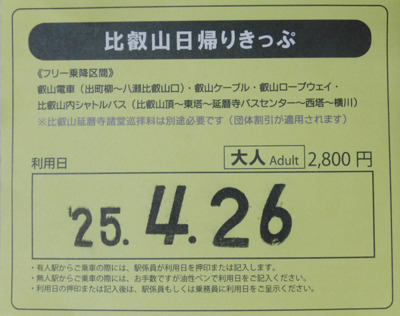 比叡山日帰りきっぷ
《フリー乗降区間》
叡山電車（出町柳〜八瀬比叡山口）・叡山ケーブル・叡山ロープウェイ・
比叡山内シャトルバス（比叡山頂〜東塔〜延暦寺バスセンター〜西塔〜横川）
※比叡山延暦寺諸堂巡拝料は別途必要です（団体割引が適用されます）
利用日 大人 Adult 2,800 円
'25. 4. 26
・有人駅からご乗車の際には、駅係員が利用日を押印または記入します。
・無人駅からご乗車の際には、お手数ですが油性ペンで利用日をご記入ください。
・利用日の押印または記入後は、駅係員もしくは乗務員に利用日をご呈示ください。